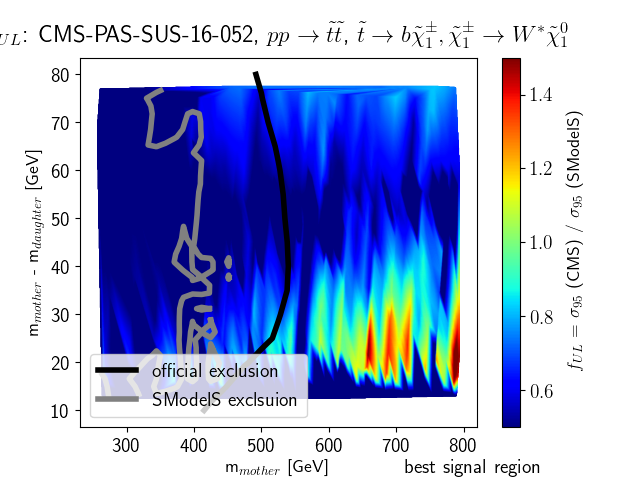 UL: CMS-PAS-SUS-16-052, pp → t̃t̃, t̃ → bχ̃₁±, χ̃₁± → W*χ̃₁⁰
80
70
60
50
40
30
20
10
m_mother - m_daughter [GeV]
official exclusion
SModelS exclsuion
300 400 500 600 700 800
m_mother [GeV]
best signal region
1.4
1.2
1.0
0.8
0.6
f_UL = σ₉₅ (CMS) / σ₉₅ (SModelS)